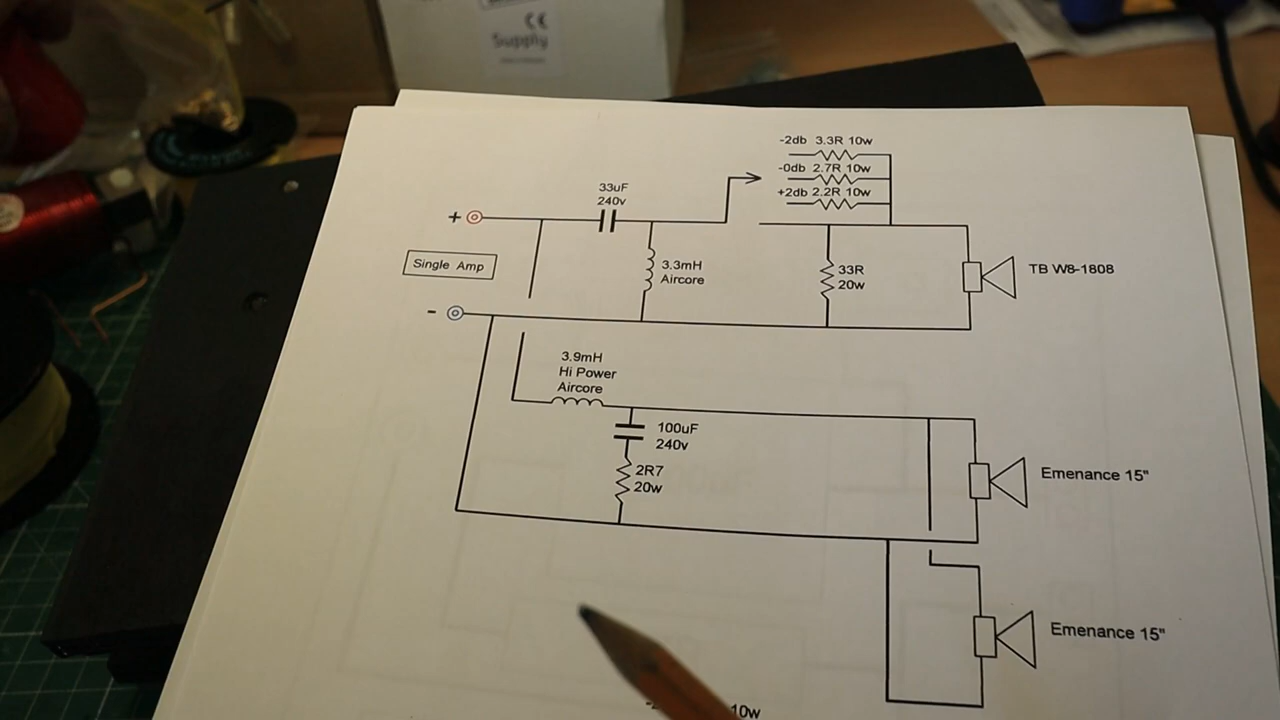 CE
Supply
-2db 3.3R 10w
-0db 2.7R 10w
+2db 2.2R 10w
33uF
240v
+
Single Amp
3.3mH
Aircore
33R
20w
TB W8-1808
-
3.9mH
Hi Power
Aircore
100uF
240v
2R7
20w
Emenance 15"
Emenance 15"
10w